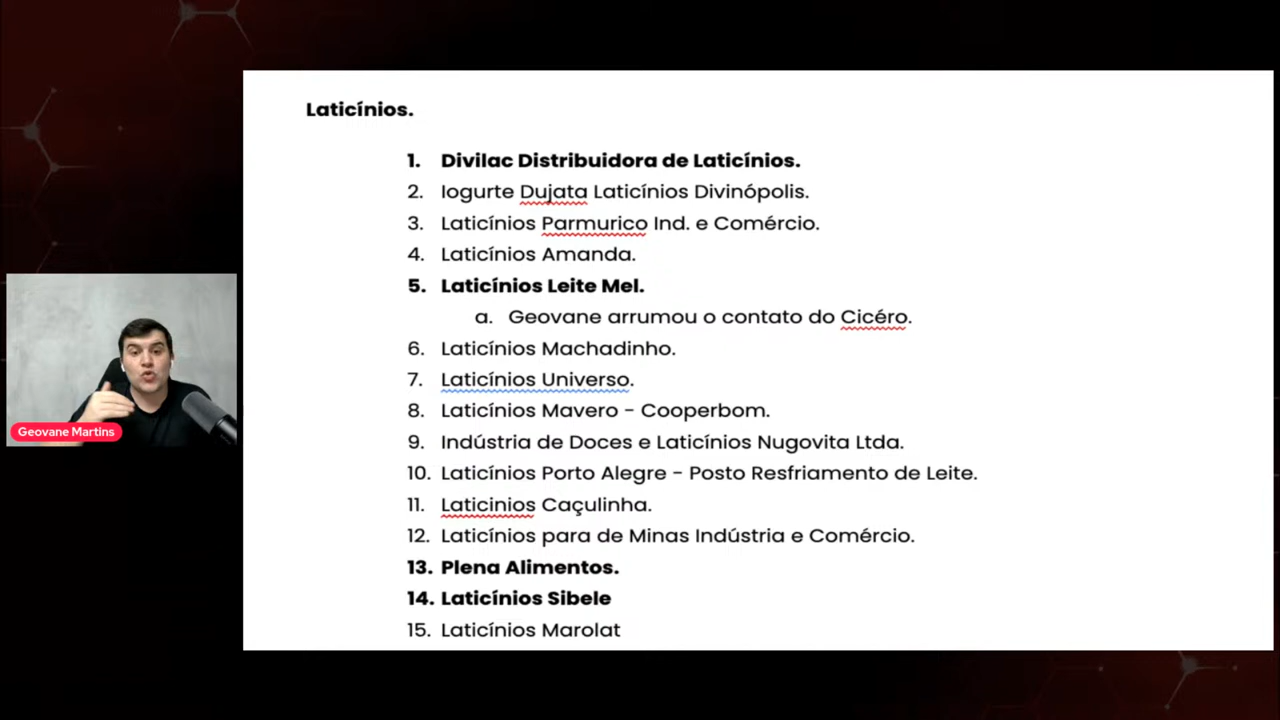 Laticínios.
1. Divilac Distribuidora de Laticínios.
2. Iogurte Dujata Laticínios Divinópolis.
3. Laticínios Parmurico Ind. e Comércio.
4. Laticínios Amanda.
5. Laticínios Leite Mel.
a. Geovane arrumou o contato do Cicéro.
6. Laticínios Machadinho.
7. Laticínios Universo.
8. Laticínios Mavero - Cooperbom.
9. Indústria de Doces e Laticínios Nugovita Ltda.
10. Laticínios Porto Alegre - Posto Resfriamento de Leite.
11. Laticinios Caçulinha.
12. Laticínios para de Minas Indústria e Comércio.
13. Plena Alimentos.
14. Laticínios Sibele
15. Laticínios Marolat
Geovane Martins